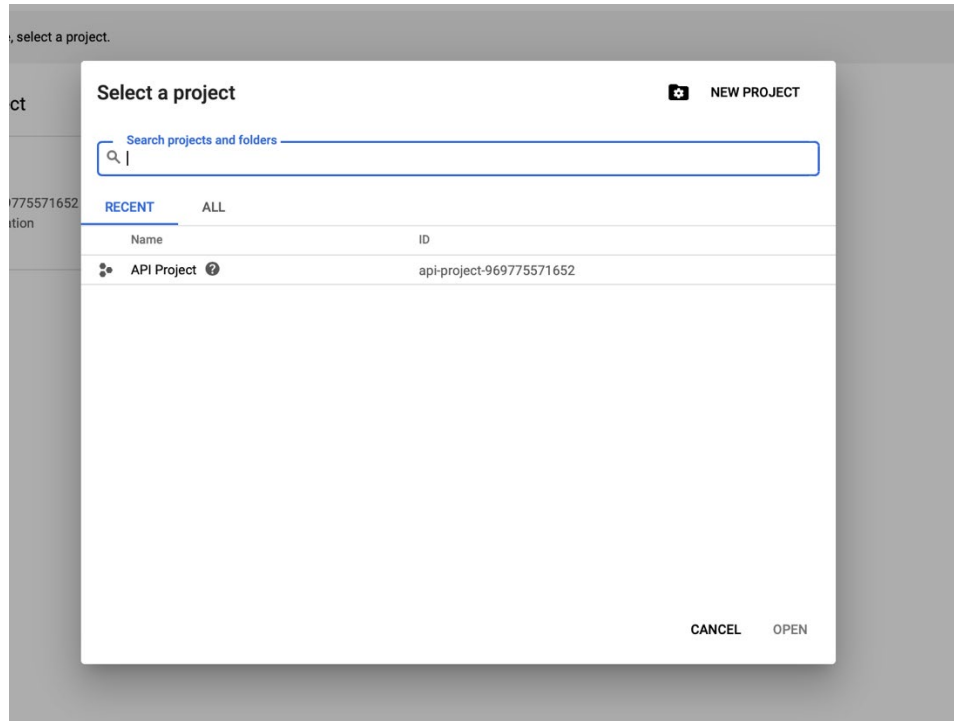 , select a project.
ct
Select a project
NEW PROJECT
Search projects and folders
775571652
ation
RECENT ALL
Name ID
API Project api-project-969775571652
CANCEL OPEN